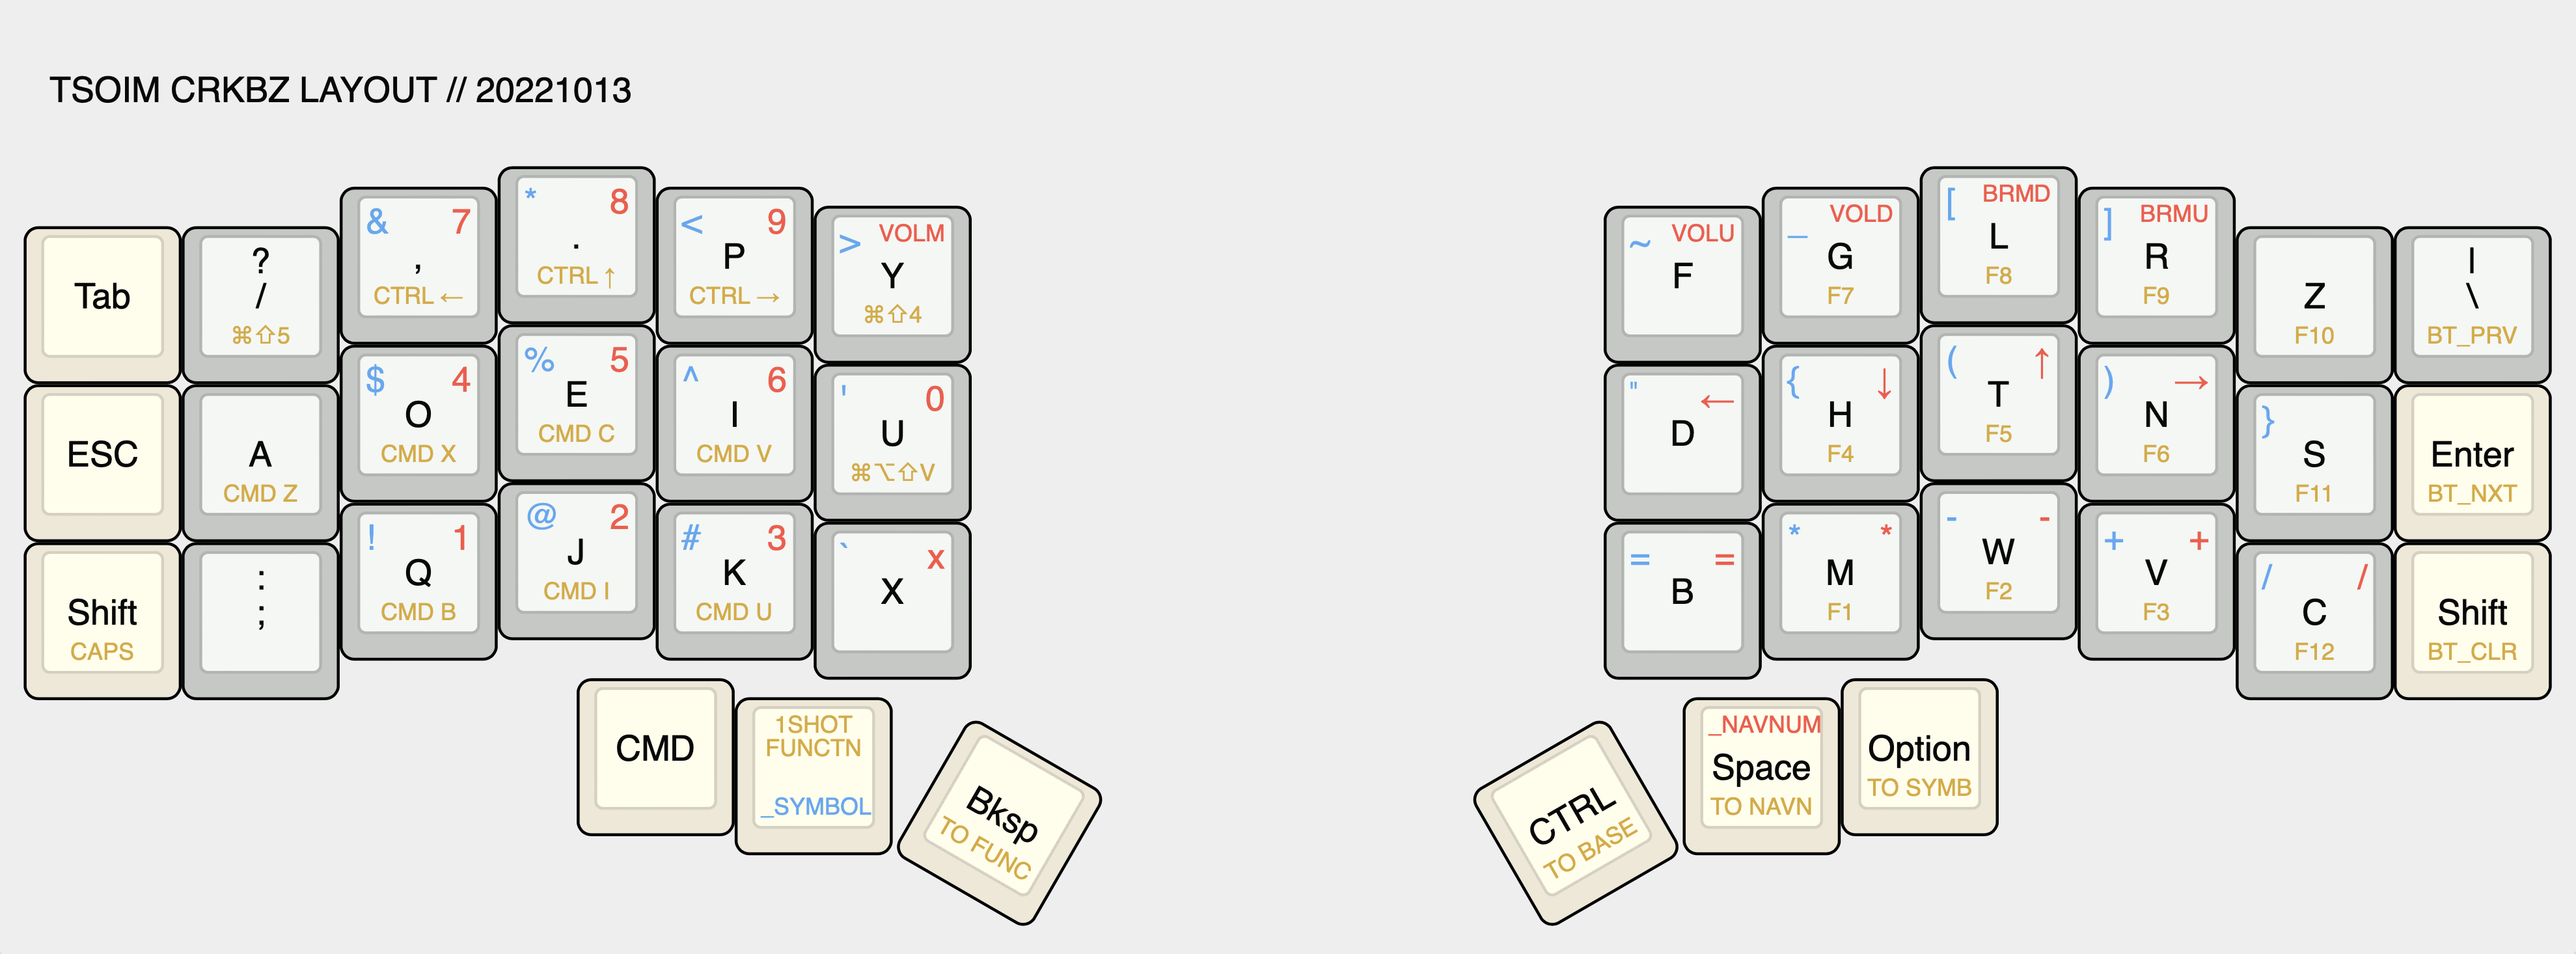 TSOIM CRKBZ LAYOUT // 20221013
Tab
?
/
⌘⇧5
& 7
,
CTRL ←
* 8
.
CTRL ↑
< 9
P
CTRL →
> VOLM
Y
⌘⇧4
~ VOLU
F
_ VOLD
G
F7
[ BRMD
L
F8
] BRMU
R
F9
Z
F10
|
\
BT_PRV
ESC
A
CMD Z
$ 4
O
CMD X
% 5
E
CMD C
^ 6
I
CMD V
' 0
U
⌘⌥⇧V
" ←
D
{ ↓
H
F4
( ↑
T
F5
) →
N
F6
}
S
F11
Enter
BT_NXT
Shift
CAPS
:
;
! 1
Q
CMD B
@ 2
J
CMD I
# 3
K
CMD U
` x
X
= =
B
* *
M
F1
- -
W
F2
+ +
V
F3
/ /
C
F12
Shift
BT_CLR
CMD
1SHOT
FUNCTN
_SYMBOL
Bksp
TO FUNC
CTRL
TO BASE
_NAVNUM
Space
TO NAVN
Option
TO SYMB